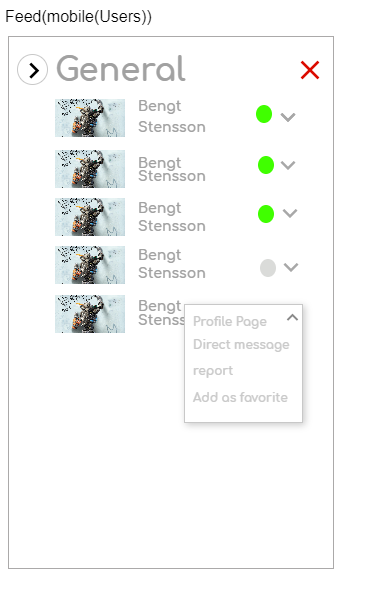 Feed(mobile(Users))
General
Bengt
Stensson
Bengt
Stensson
Bengt
Stensson
Bengt
Stensson
Bengt
Stens
Profile Page
Direct message
report
Add as favorite